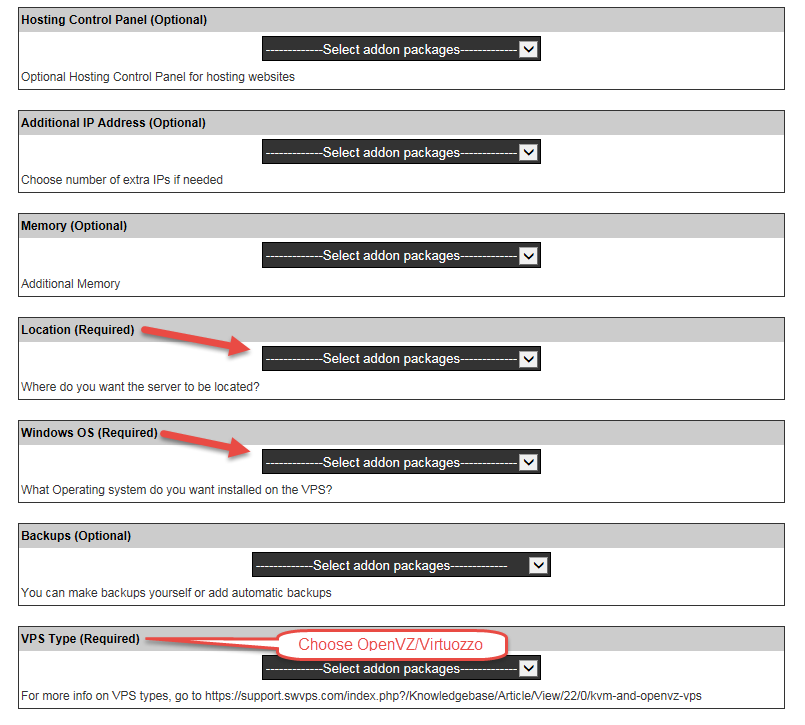 Hosting Control Panel (Optional)
-------------Select addon packages-------------
Optional Hosting Control Panel for hosting websites
Additional IP Address (Optional)
-------------Select addon packages-------------
Choose number of extra IPs if needed
Memory (Optional)
-------------Select addon packages-------------
Additional Memory
Location (Required)
-------------Select addon packages-------------
Where do you want the server to be located?
Windows OS (Required)
-------------Select addon packages-------------
What Operating system do you want installed on the VPS?
Backups (Optional)
-------------Select addon packages-------------
You can make backups yourself or add automatic backups
VPS Type (Required)
Choose OpenVZ/Virtuozzo
-------------Select addon packages-------------
For more info on VPS types, go to https://support.swvps.com/index.php?/Knowledgebase/Article/View/22/0/kvm-and-openvz-vps